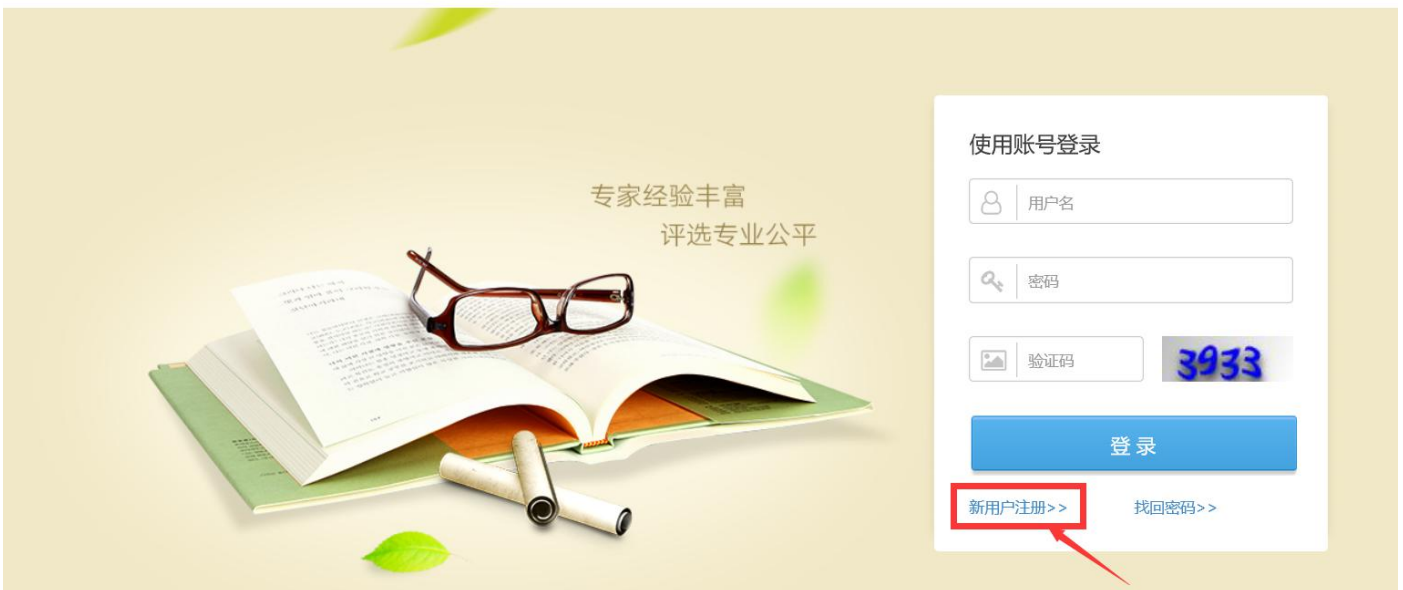 专家经验丰富
评选专业公平
使用账号登录
用户名
密码
验证码
3933
登录
新用户注册>>
找回密码>>